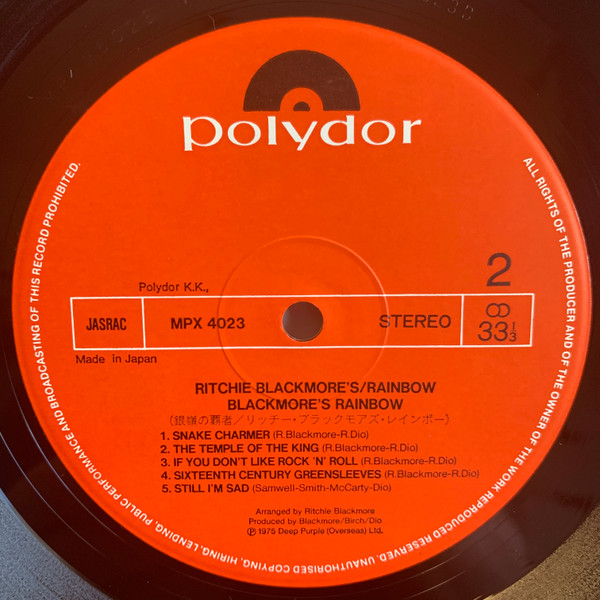 polydor
ALL RIGHTS OF THE PRODUCER AND OF THE OWNER OF THE WORK REPRODUCED RESERVED. UNAUTHORISED COPYING, HIRING, LENDING, PUBLIC PERFORMANCE AND BROADCASTING OF THIS RECORD PROHIBITED.
2
Polydor K.K.,
JASRAC
MPX 4023
STEREO
33 1/3
Made in Japan
RITCHIE BLACKMORE'S/RAINBOW
BLACKMORE'S RAINBOW
(銀嶺の覇者/リッチー・ブラックモアズ・レインボー)
1. SNAKE CHARMER (R.Blackmore-R.Dio)
2. THE TEMPLE OF THE KING (R.Blackmore-R.Dio)
3. IF YOU DON'T LIKE ROCK 'N' ROLL (R.Blackmore-R.Dio)
4. SIXTEENTH CENTURY GREENSLEEVES (R.Blackmore-R.Dio)
5. STILL I'M SAD (Samwell-Smith-McCarty-Dio)
Arranged by Ritchie Blackmore
Produced by Blackmore/Birch/Dio
Ⓟ 1975 Deep Purple (Overseas) Ltd.